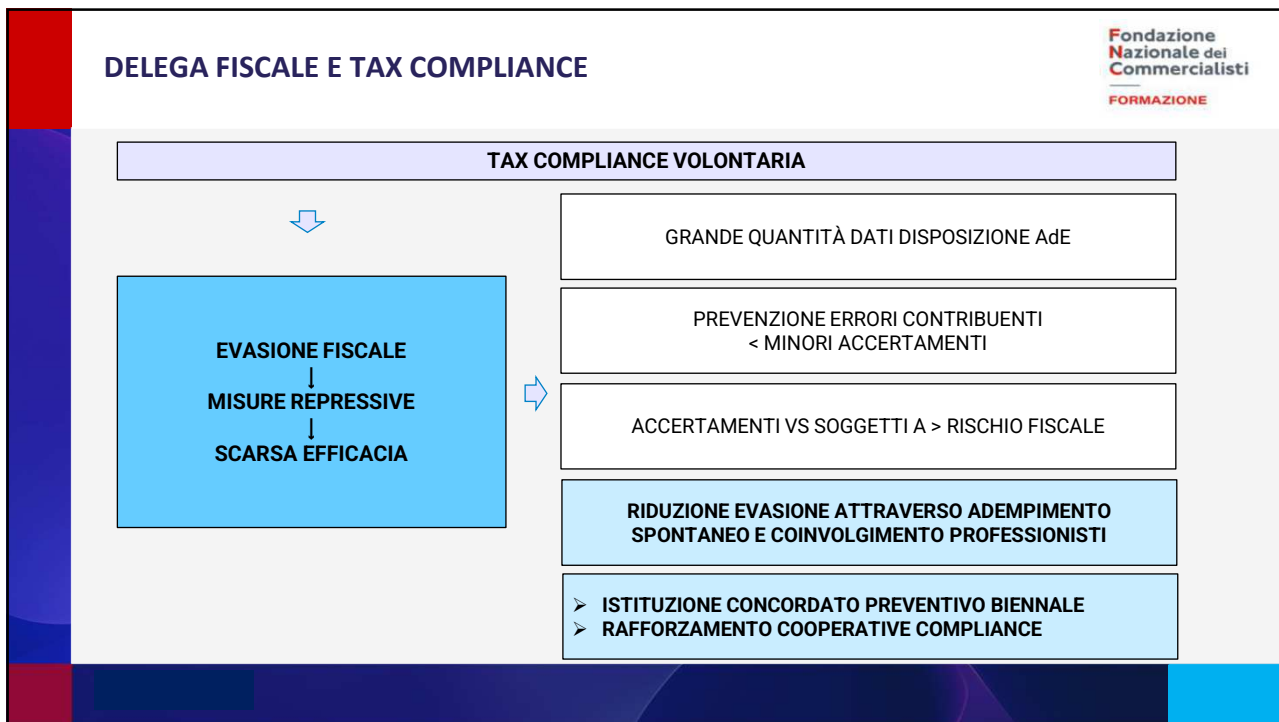 DELEGA FISCALE E TAX COMPLIANCE
Fondazione
Nazionale dei
Commercialisti
FORMAZIONE
TAX COMPLIANCE VOLONTARIA
EVASIONE FISCALE
↓
MISURE REPRESSIVE
↓
SCARSA EFFICACIA
GRANDE QUANTITÀ DATI DISPOSIZIONE AdE
PREVENZIONE ERRORI CONTRIBUENTI
< MINORI ACCERTAMENTI
ACCERTAMENTI VS SOGGETTI A > RISCHIO FISCALE
RIDUZIONE EVASIONE ATTRAVERSO ADEMPIMENTO
SPONTANEO E COINVOLGIMENTO PROFESSIONISTI
➢ ISTITUZIONE CONCORDATO PREVENTIVO BIENNALE
➢ RAFFORZAMENTO COOPERATIVE COMPLIANCE